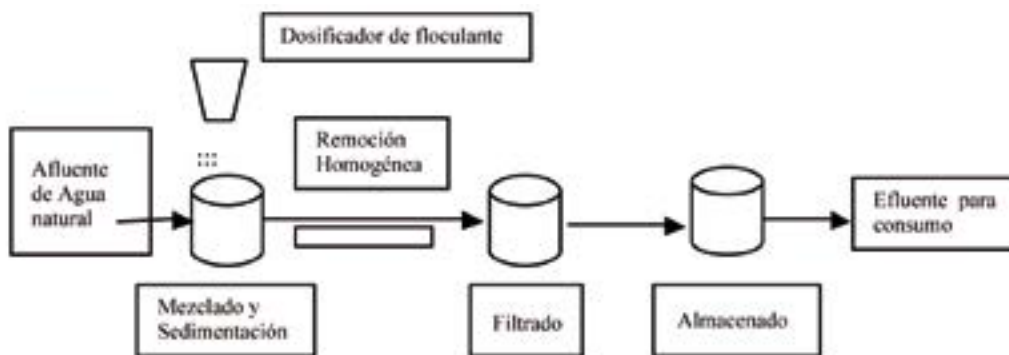 Dosificador de floculante
Remoción
Homogénea
Afluente
de Agua
natural
Efluente para
consumo
Mezclado y
Sedimentación
Filtrado
Almacenado